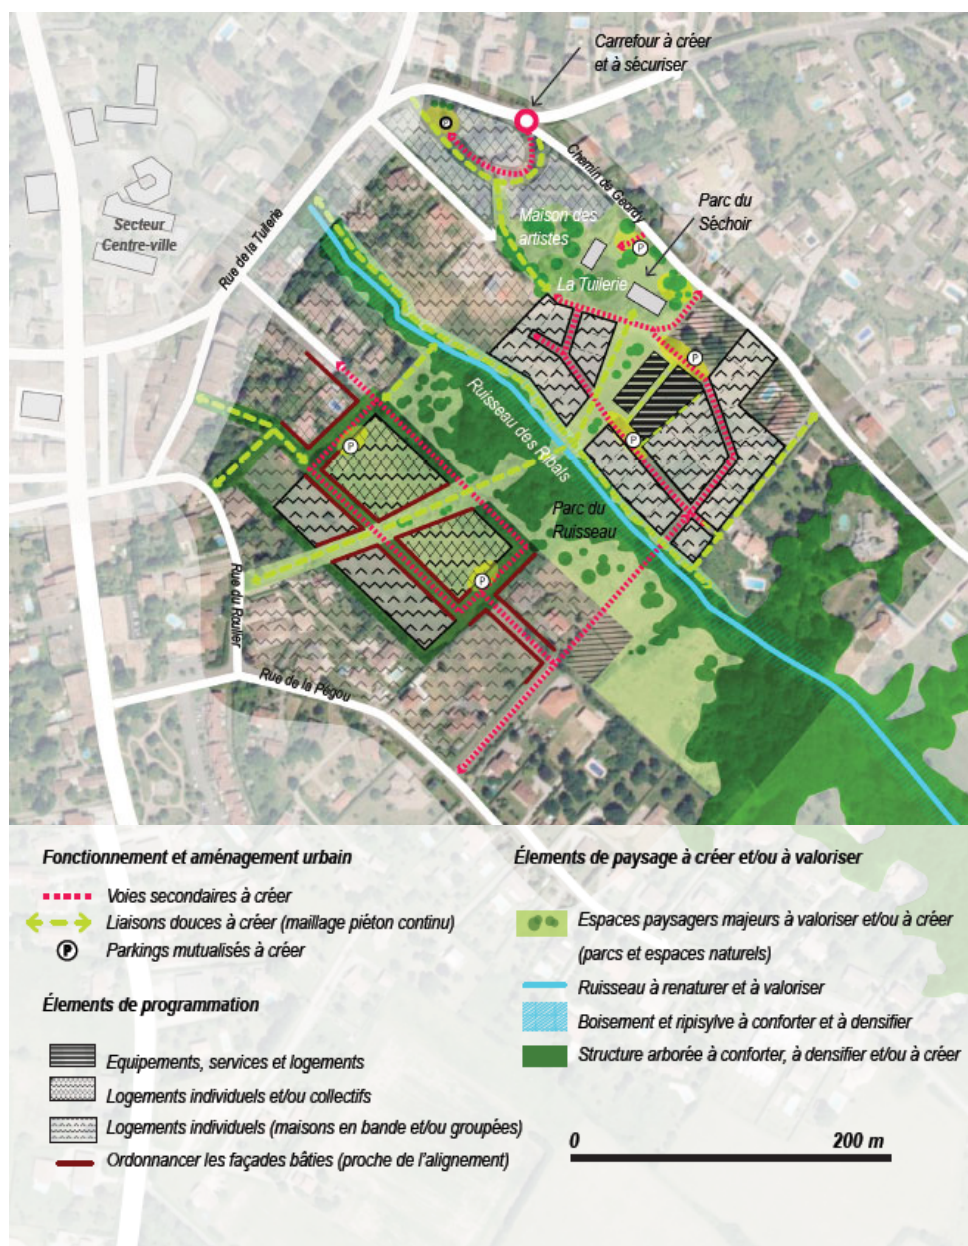 Carrefour à créer
et à sécuriser
P
Chemin de Geordy
Parc du
Séchoir
Maison des
artistes
P
La Tuilerie
Secteur
Centre-ville
Rue de la Tuilerie
P
Ruisseau des Ribals
P
P
Parc du
Ruisseau
P
Rue du Roulier
Rue de la Pégou
Fonctionnement et aménagement urbain
Voies secondaires à créer
Liaisons douces à créer (maillage piéton continu)
P Parkings mutualisés à créer
Élements de programmation
Equipements, services et logements
Logements individuels et/ou collectifs
Logements individuels (maisons en bande et/ou groupées)
Ordonnancer les façades bâties (proche de l'alignement)
Élements de paysage à créer et/ou à valoriser
Espaces paysagers majeurs à valoriser et/ou à créer
(parcs et espaces naturels)
Ruisseau à renaturer et à valoriser
Boisement et ripisylve à conforter et à densifier
Structure arborée à conforter, à densifier et/ou à créer
0 200 m